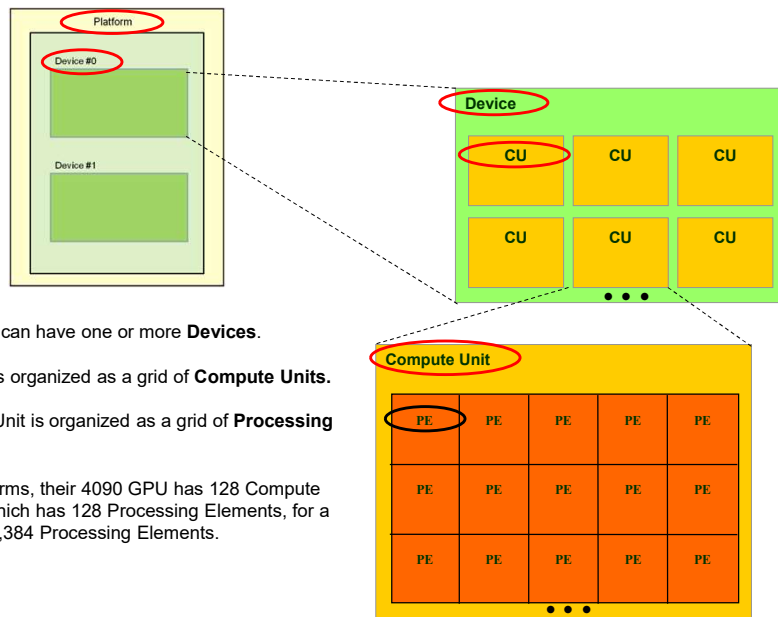 Platform
Device #0
Device #1
Device
CU CU CU
CU CU CU
● ● ●
can have one or more Devices.
s organized as a grid of Compute Units.
Unit is organized as a grid of Processing
rms, their 4090 GPU has 128 Compute
hich has 128 Processing Elements, for a
,384 Processing Elements.
Compute Unit
PE PE PE PE PE
PE PE PE PE PE
PE PE PE PE PE
● ● ●